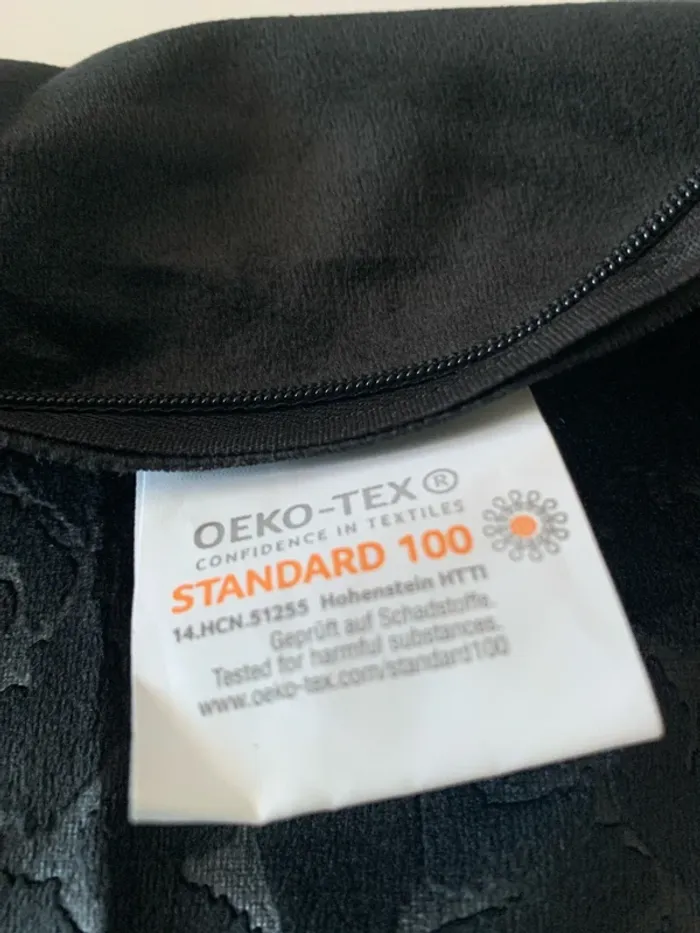 OEKO-TEX®
CONFIDENCE IN TEXTILES
STANDARD 100
14.HCN.51255 Hohenstein HTTI
Geprüft auf Schadstoffe.
Tested for harmful substances.
www.oeko-tex.com/standard100